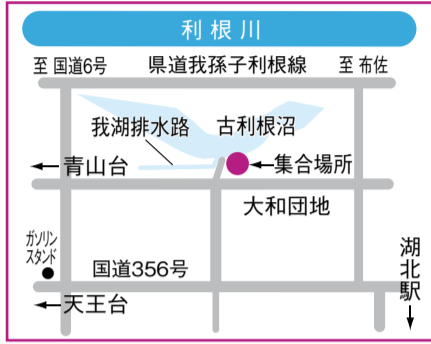 利根川
至 国道6号
県道我孫子利根線
至 布佐
我湖排水路
古利根沼
青山台
集合場所
大和団地
ガソリン
スタンド
国道356号
湖北駅
天王台